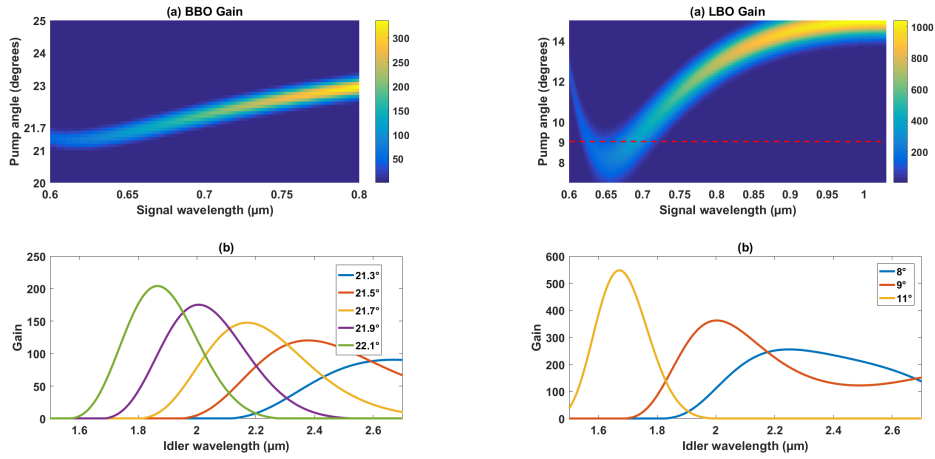 (a) BBO Gain
25
24
23
21.7
21
20
Pump angle (degrees)
0.6 0.65 0.7 0.75 0.8
Signal wavelength (µm)
300
250
200
150
100
50
(a) LBO Gain
14
12
10
9
8
Pump angle (degrees)
0.6 0.65 0.7 0.75 0.8 0.85 0.9 0.95 1
Signal wavelength (µm)
1000
800
600
400
200
(b)
250
200
150
100
50
0
Gain
1.6 1.8 2 2.2 2.4 2.6
Idler wavelength (µm)
21.3°
21.5°
21.7°
21.9°
22.1°
(b)
600
500
400
300
200
100
0
Gain
1.6 1.8 2 2.2 2.4 2.6
Idler wavelength (µm)
8°
9°
11°